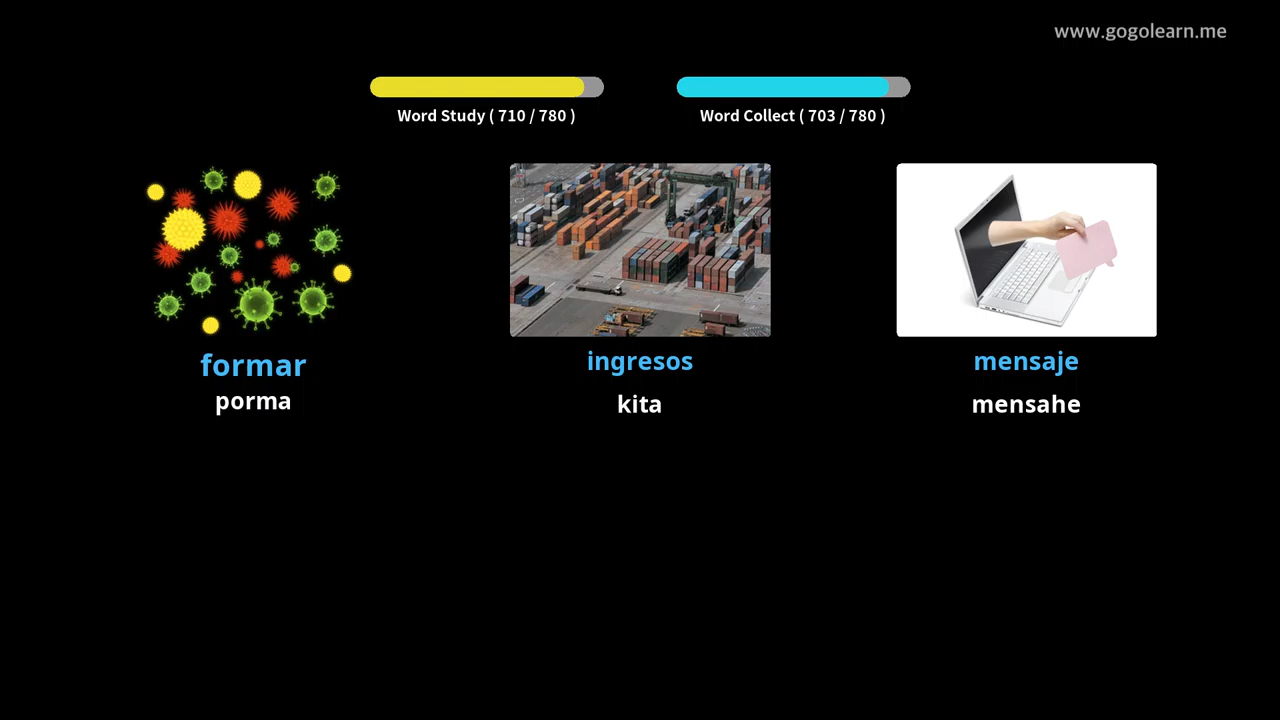 www.gogolearn.me
Word Study ( 710 / 780 )
Word Collect ( 703 / 780 )
formar
porma
ingresos
kita
mensaje
mensahe